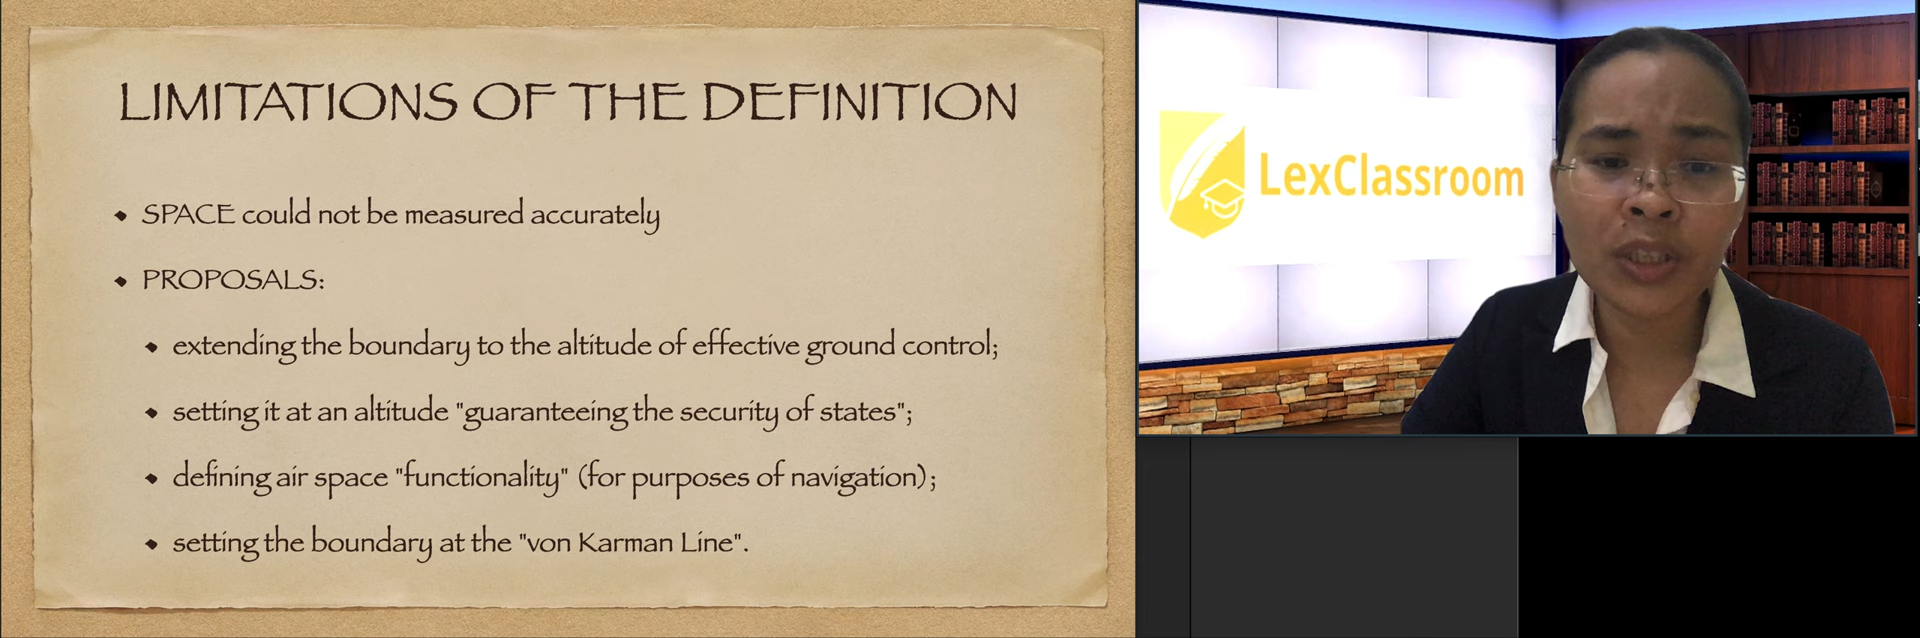 LIMITATIONS OF THE DEFINITION
SPACE could not be measured accurately
PROPOSALS:
extending the boundary to the altitude of effective ground control;
setting it at an altitude "guaranteeing the security of states";
defining air space "functionality" (for purposes of navigation);
setting the boundary at the "von Karman Line".
LexClassroom